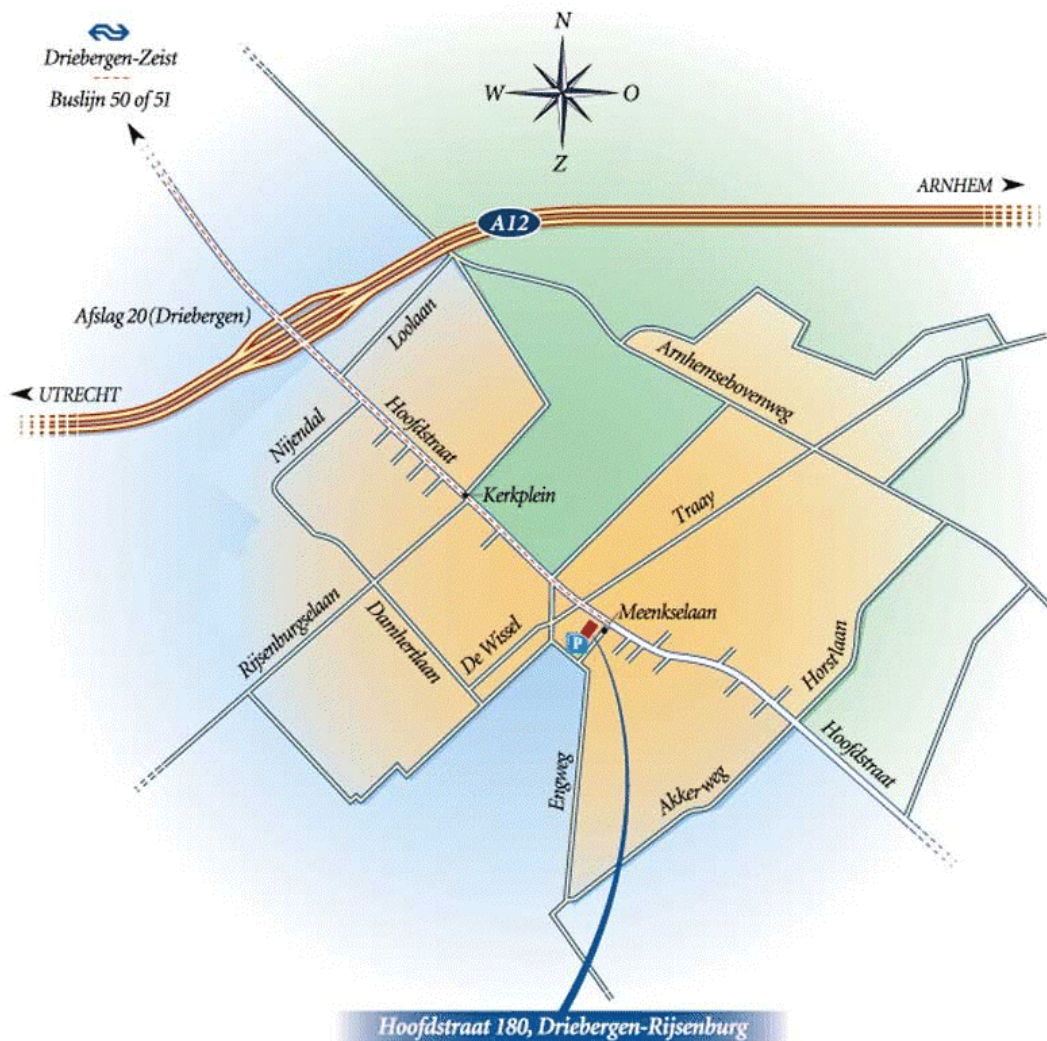 N
Driebergen-Zeist
Buslijn 50 of 51
W
O
Z
ARNHEM
A12
Afslag 20 (Driebergen)
Loolaan
UTRECHT
Arnhemsebovenweg
Nijendal
Hoofdstraat
Kerkplein
Traay
Meenkselaan
Rijsenburgselaan
Damhertlaan
De Wissel
P
Horstlaan
Hoofdstraat
Engweg
Akkerweg
Hoofdstraat 180, Driebergen-Rijsenburg